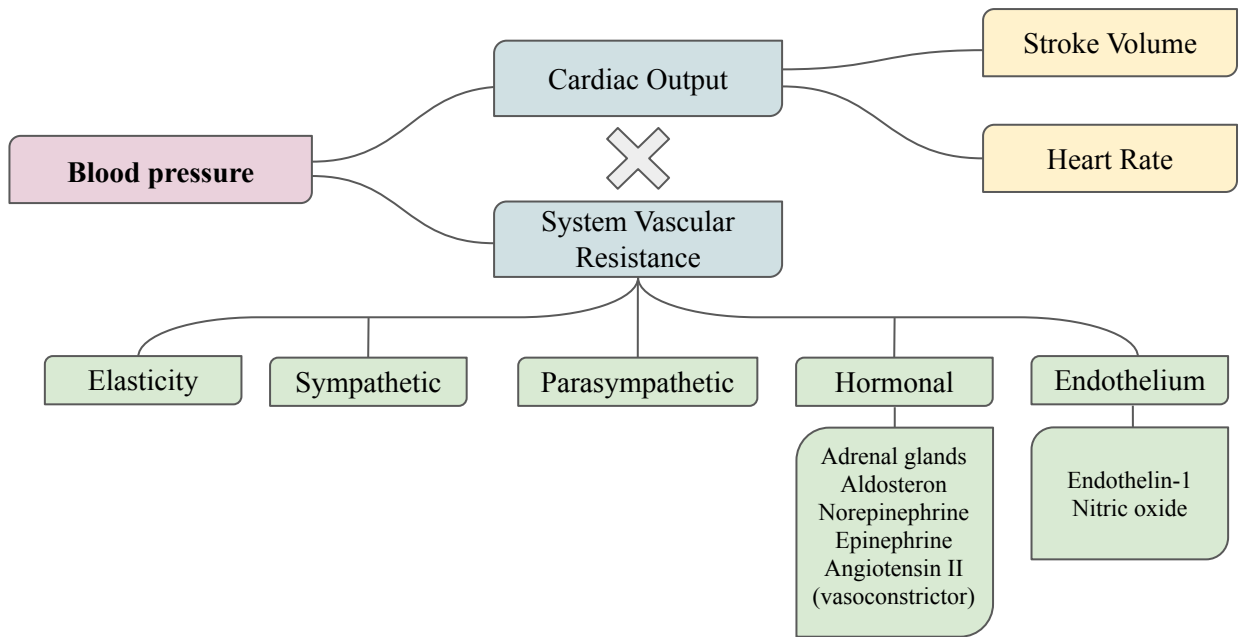 Stroke Volume
Cardiac Output
Heart Rate
Blood pressure
System Vascular
Resistance
Elasticity
Sympathetic
Parasympathetic
Hormonal
Endothelium
Adrenal glands
Aldosteron
Norepinephrine
Epinephrine
Angiotensin II
(vasoconstrictor)
Endothelin-1
Nitric oxide